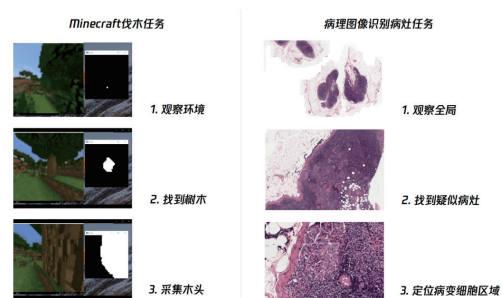 Minecraft伐木任务
病理图像识别病灶任务
1. 观察环境
1. 观察全局
2. 找到树木
2. 找到疑似病灶
3. 采集木头
3. 定位病变细胞区域